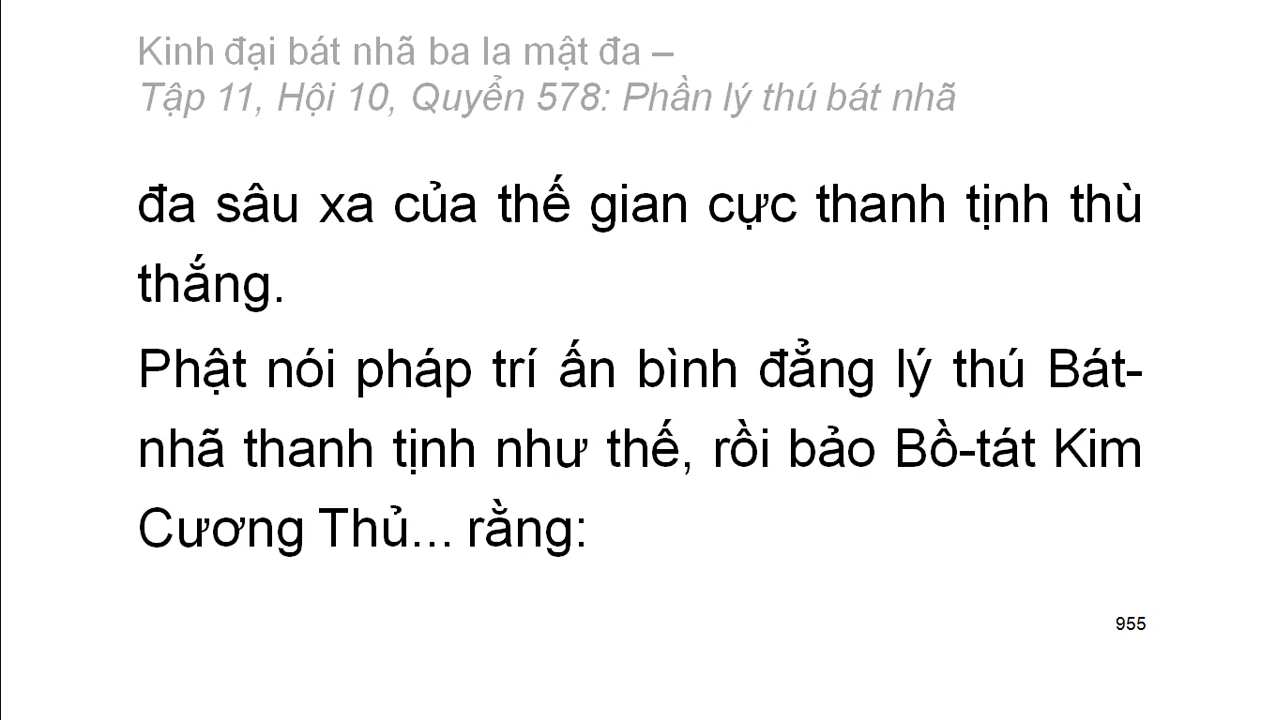 Kinh đại bát nhã ba la mật đa –
Tập 11, Hội 10, Quyển 578: Phần lý thú bát nhã
đa sâu xa của thế gian cực thanh tịnh thù
thắng.
Phật nói pháp trí ấn bình đẳng lý thú Bát-
nhã thanh tịnh như thế, rồi bảo Bồ-tát Kim
Cương Thủ... rằng:
955